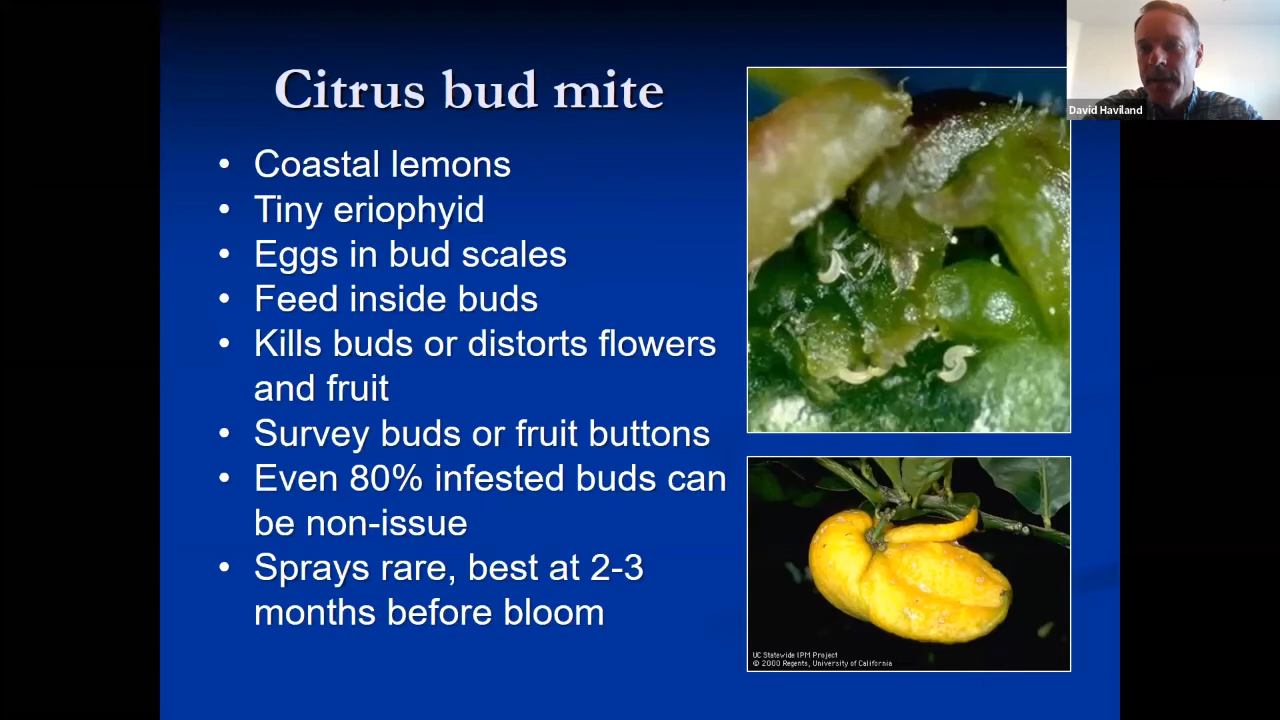 Citrus bud mite
David Haviland
• Coastal lemons
• Tiny eriophyid
• Eggs in bud scales
• Feed inside buds
• Kills buds or distorts flowers
and fruit
• Survey buds or fruit buttons
• Even 80% infested buds can
be non-issue
• Sprays rare, best at 2-3
months before bloom
UC Statewide IPM Project
© 2000 Regents, University of California